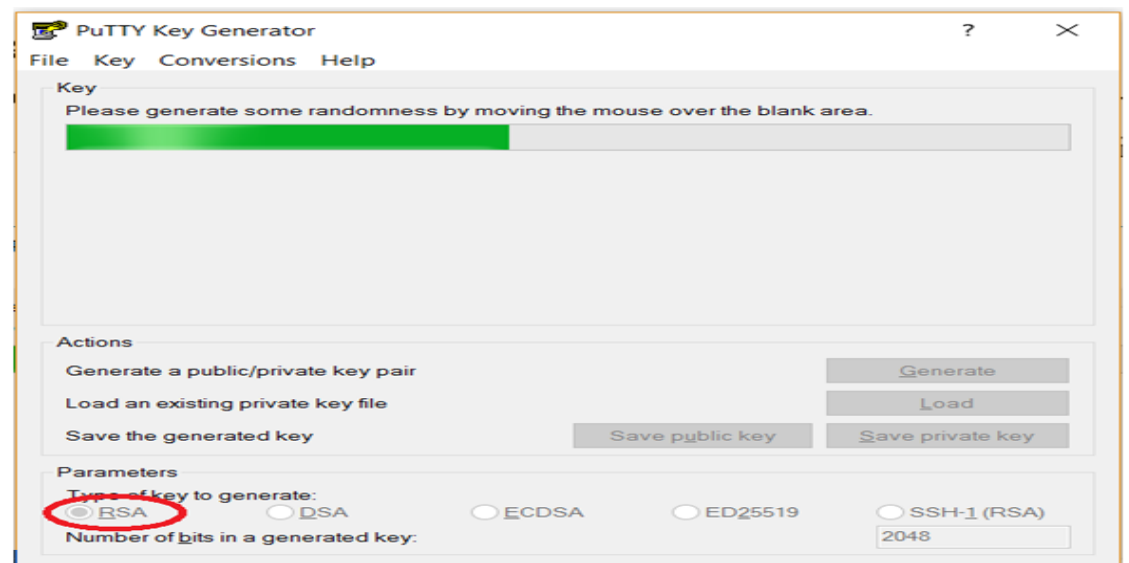 PuTTY Key Generator ?
File Key Conversions Help
Key
Please generate some randomness by moving the mouse over the blank area.
Actions
Generate a public/private key pair Generate
Load an existing private key file Load
Save the generated key Save public key Save private key
Parameters
Type of key to generate:
RSA DSA ECDSA ED25519 SSH-1 (RSA)
Number of bits in a generated key: 2048